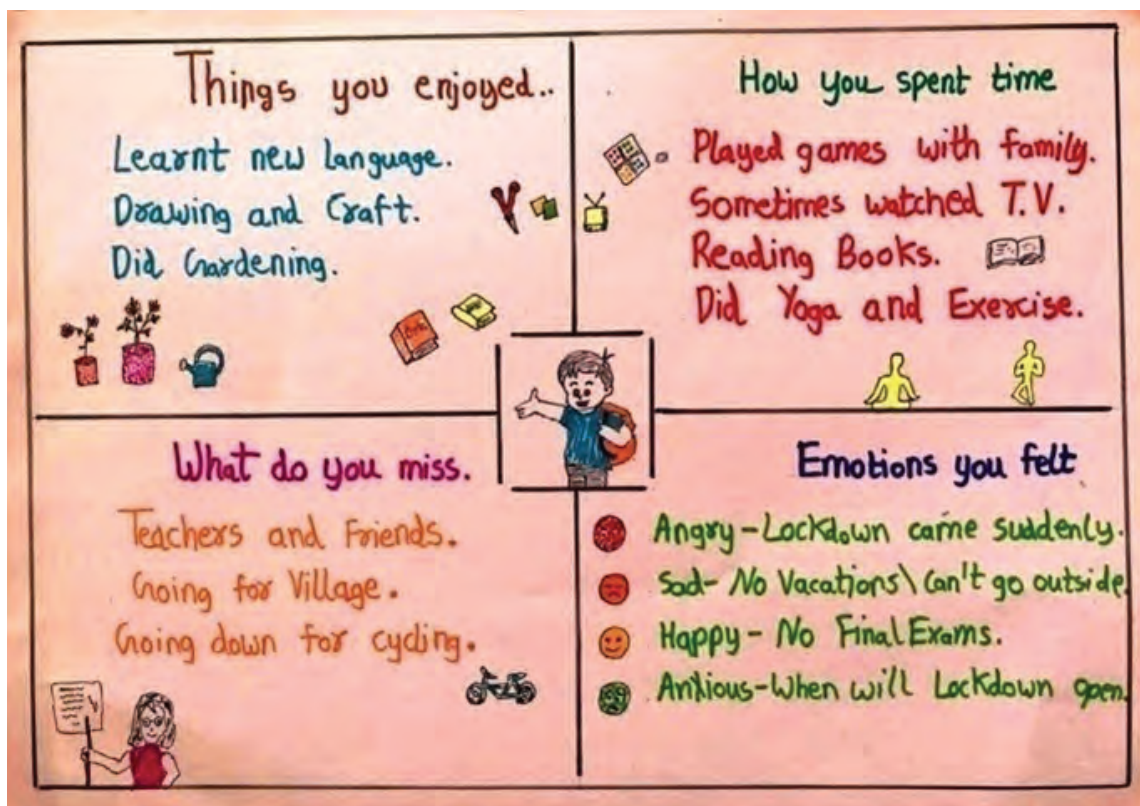 Things you enjoyed..
Learnt new language.
Drawing and Craft.
Did Gardening.
How you spent time
Played games with family.
Sometimes watched T.V.
Reading Books.
Did Yoga and Exercise.
What do you miss.
Teachers and Friends.
Going for Village.
Going down for cycling.
Emotions you felt
Angry - Lockdown came suddenly.
Sad - No Vacations \ Can't go outside.
Happy - No Final Exams.
Anxious - When will Lockdown open.